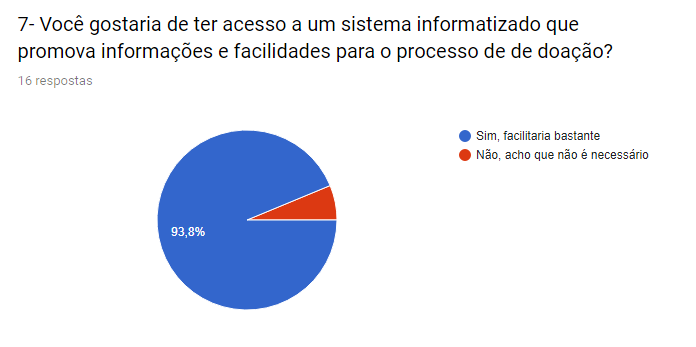 7- Você gostaria de ter acesso a um sistema informatizado que
promova informações e facilidades para o processo de de doação?
16 respostas
Sim, facilitaria bastante
Não, acho que não é necessário
93,8%